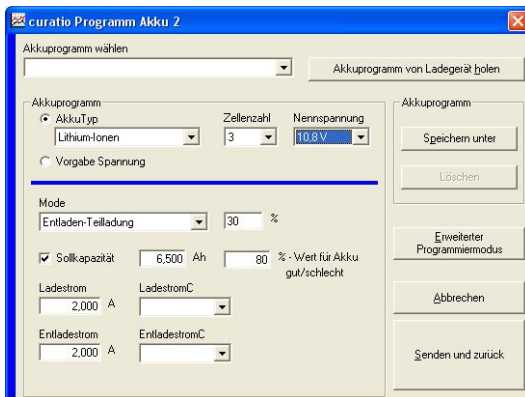 curatio Programm Akku 2
Akkuprogramm wählen
Akkuprogramm von Ladegerät holen
Akkuprogramm
AkkuTyp
Zellenzahl
Nennspannung
Lithium-Ionen
3
10,8 V
Vorgabe Spannung
Mode
Entladen-Teilladung
30 %
Sollkapazität
6,500 Ah
80 % - Wert für Akku
gut/schlecht
Ladestrom
LadestromC
2,000 A
Entladestrom
EntladestromC
2,000 A
Akkuprogramm
Speichern unter
Löschen
Erweiterter
Programmiermodus
Abbrechen
Senden und zurück